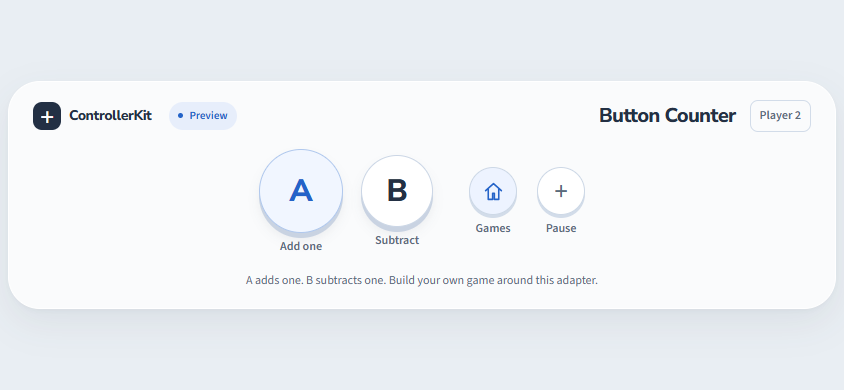 ControllerKit
Preview
Button Counter
Player 2
A
B
Add one
Subtract
Games
Pause
A adds one. B subtracts one. Build your own game around this adapter.